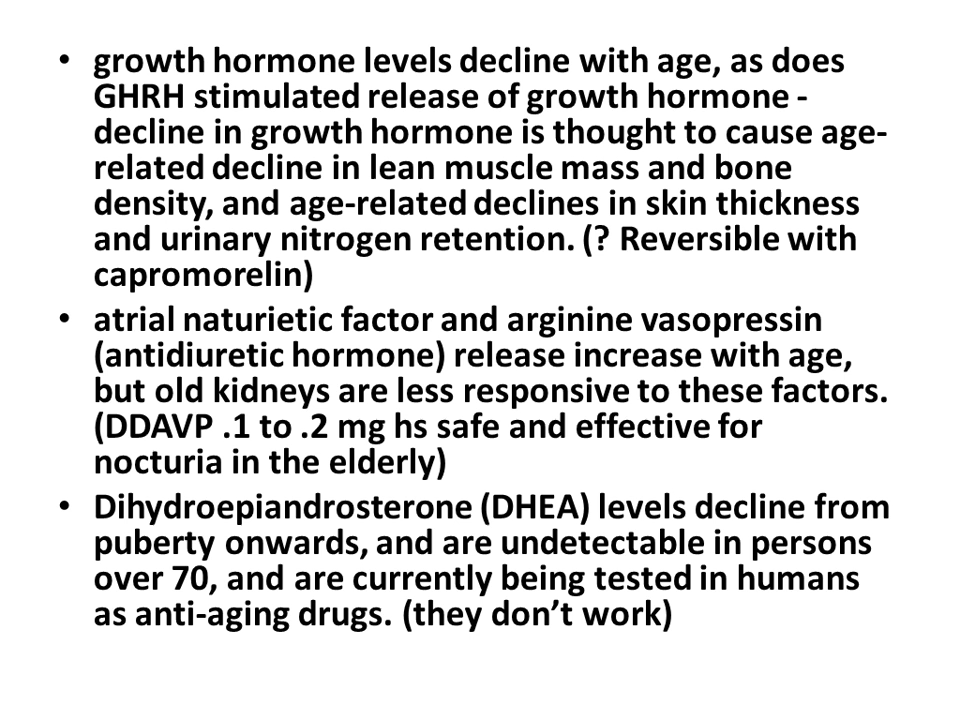 • growth hormone levels decline with age, as does
GHRH stimulated release of growth hormone -
decline in growth hormone is thought to cause age-
related decline in lean muscle mass and bone
density, and age-related declines in skin thickness
and urinary nitrogen retention. (? Reversible with
capromorelin)
• atrial naturietic factor and arginine vasopressin
(antidiuretic hormone) release increase with age,
but old kidneys are less responsive to these factors.
(DDAVP .1 to .2 mg hs safe and effective for
nocturia in the elderly)
• Dihydroepiandrosterone (DHEA) levels decline from
puberty onwards, and are undetectable in persons
over 70, and are currently being tested in humans
as anti-aging drugs. (they don’t work)